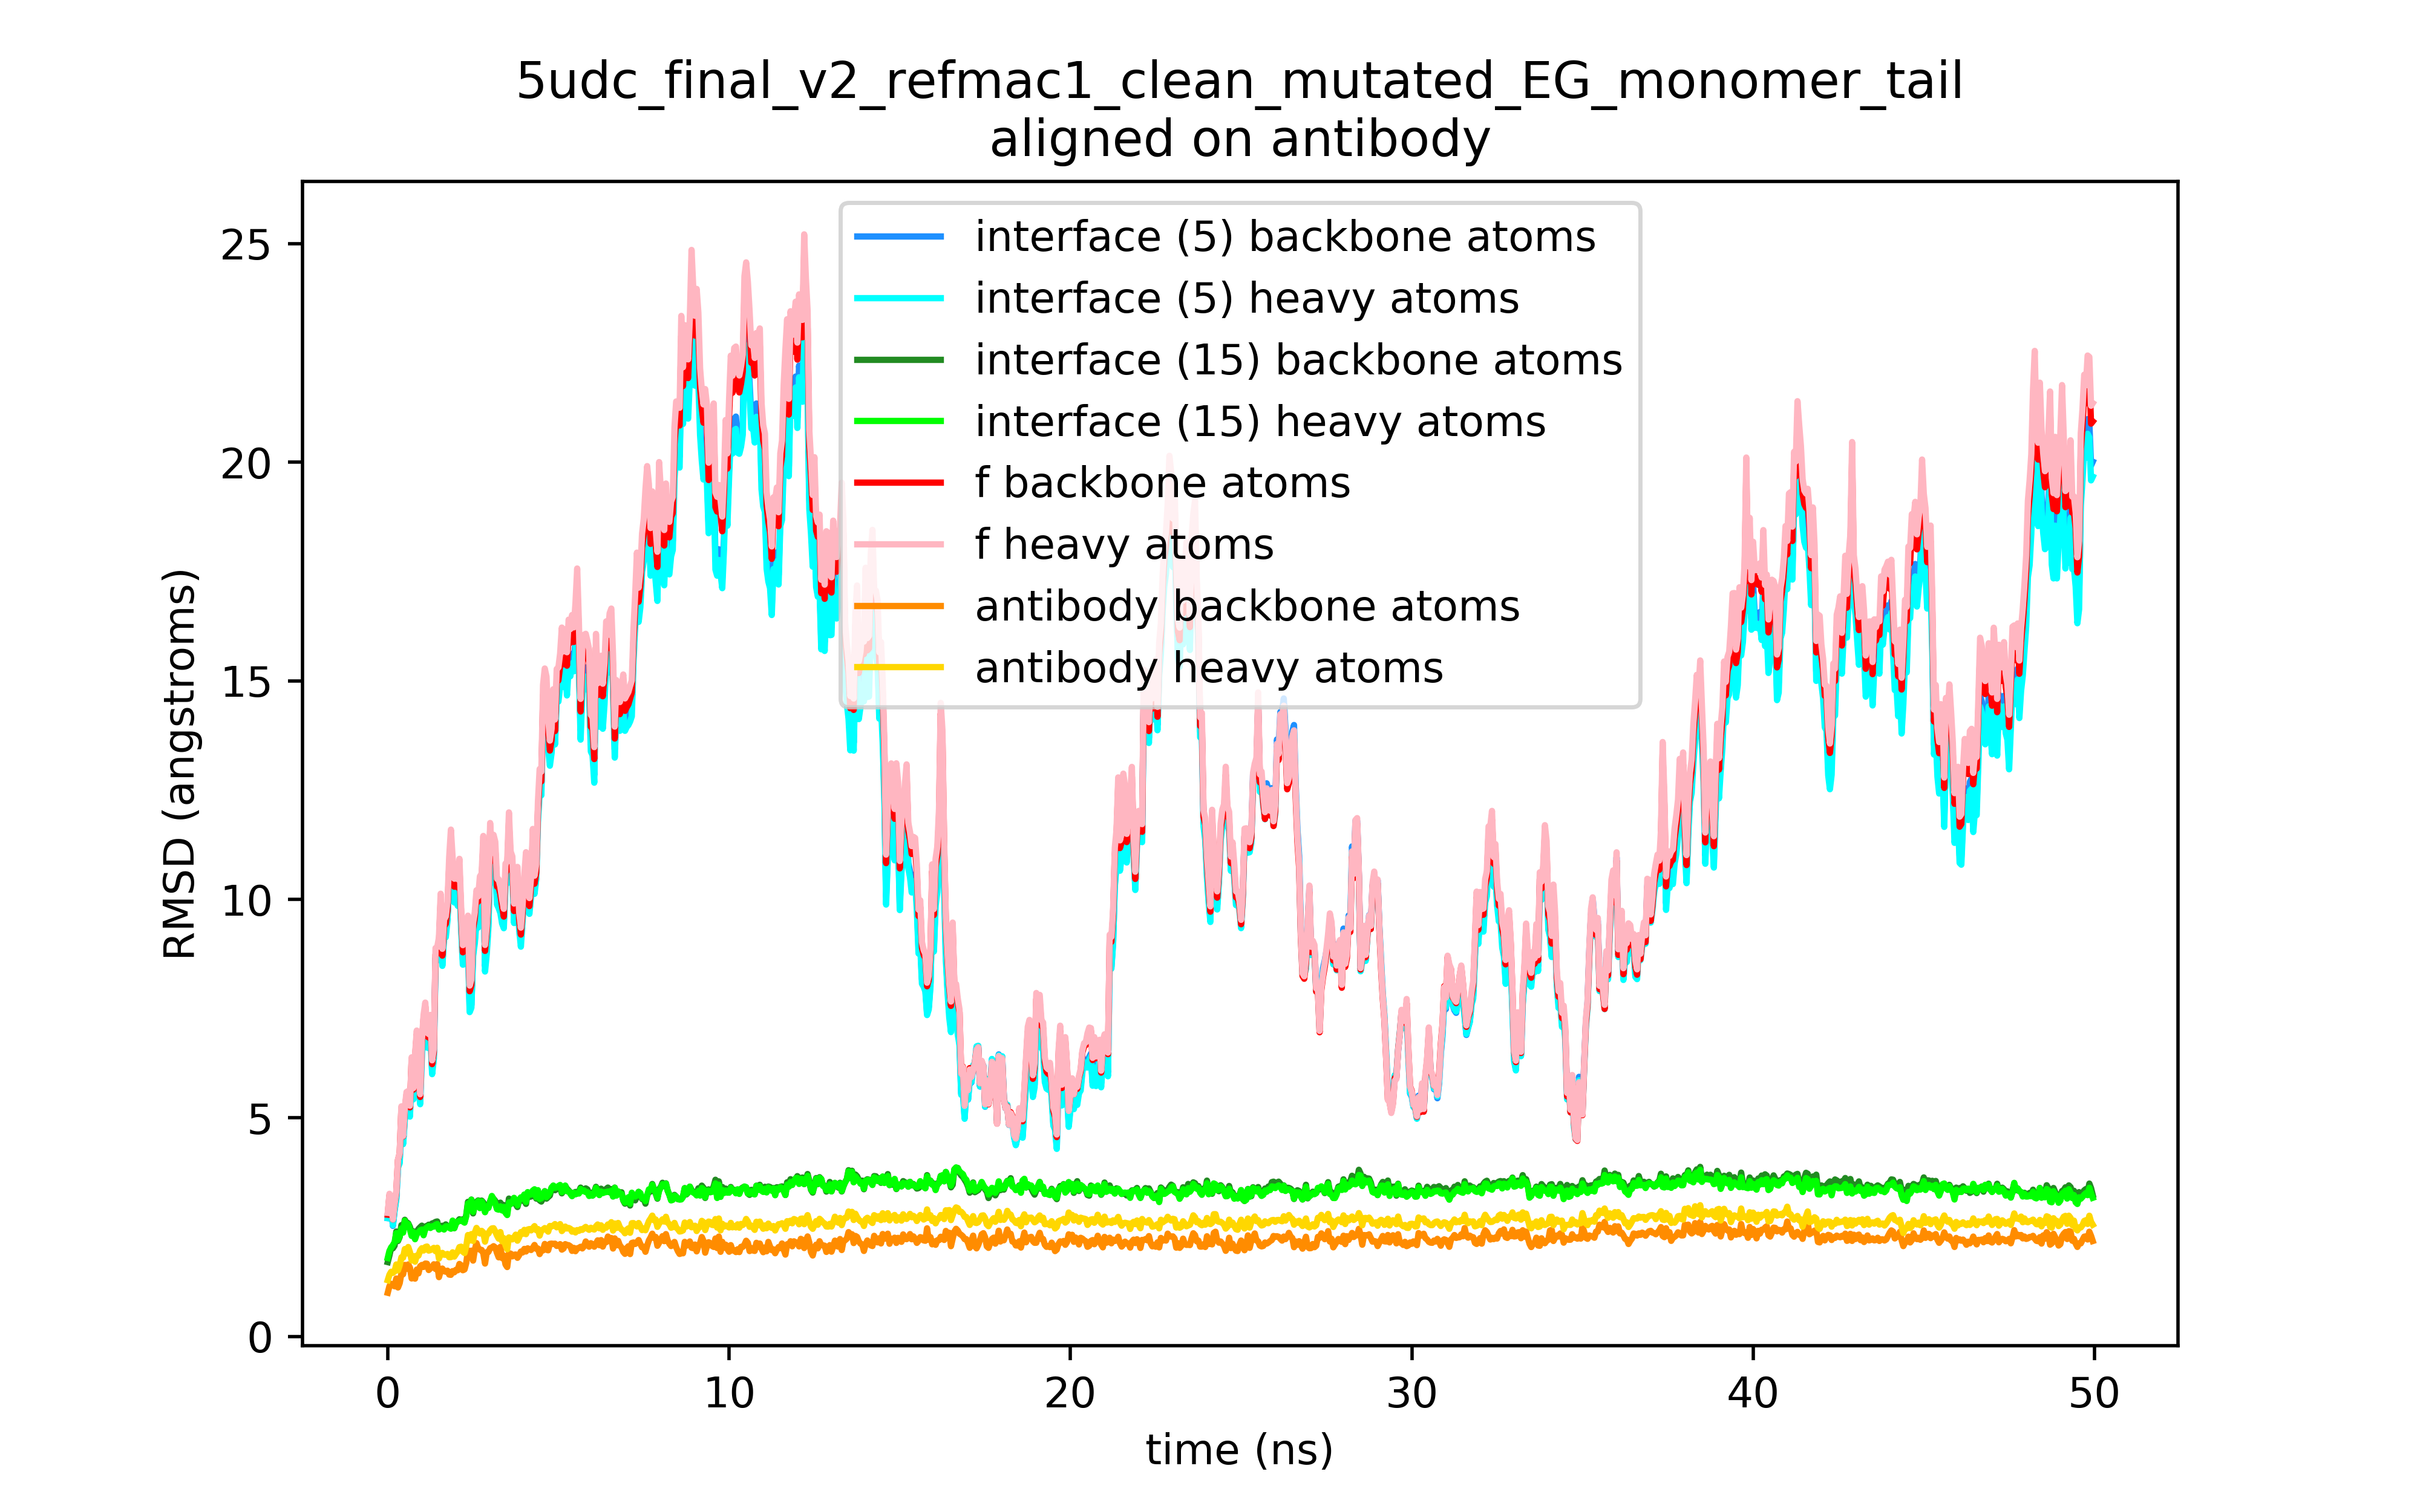 5udc_final_v2_refmac1_clean_mutated_EG_monomer_tail
aligned on antibody
interface (5) backbone atoms
interface (5) heavy atoms
interface (15) backbone atoms
interface (15) heavy atoms
f backbone atoms
f heavy atoms
antibody backbone atoms
antibody heavy atoms
RMSD (angstroms)
25
20
15
10
5
0
0 10 20 30 40 50
time (ns)